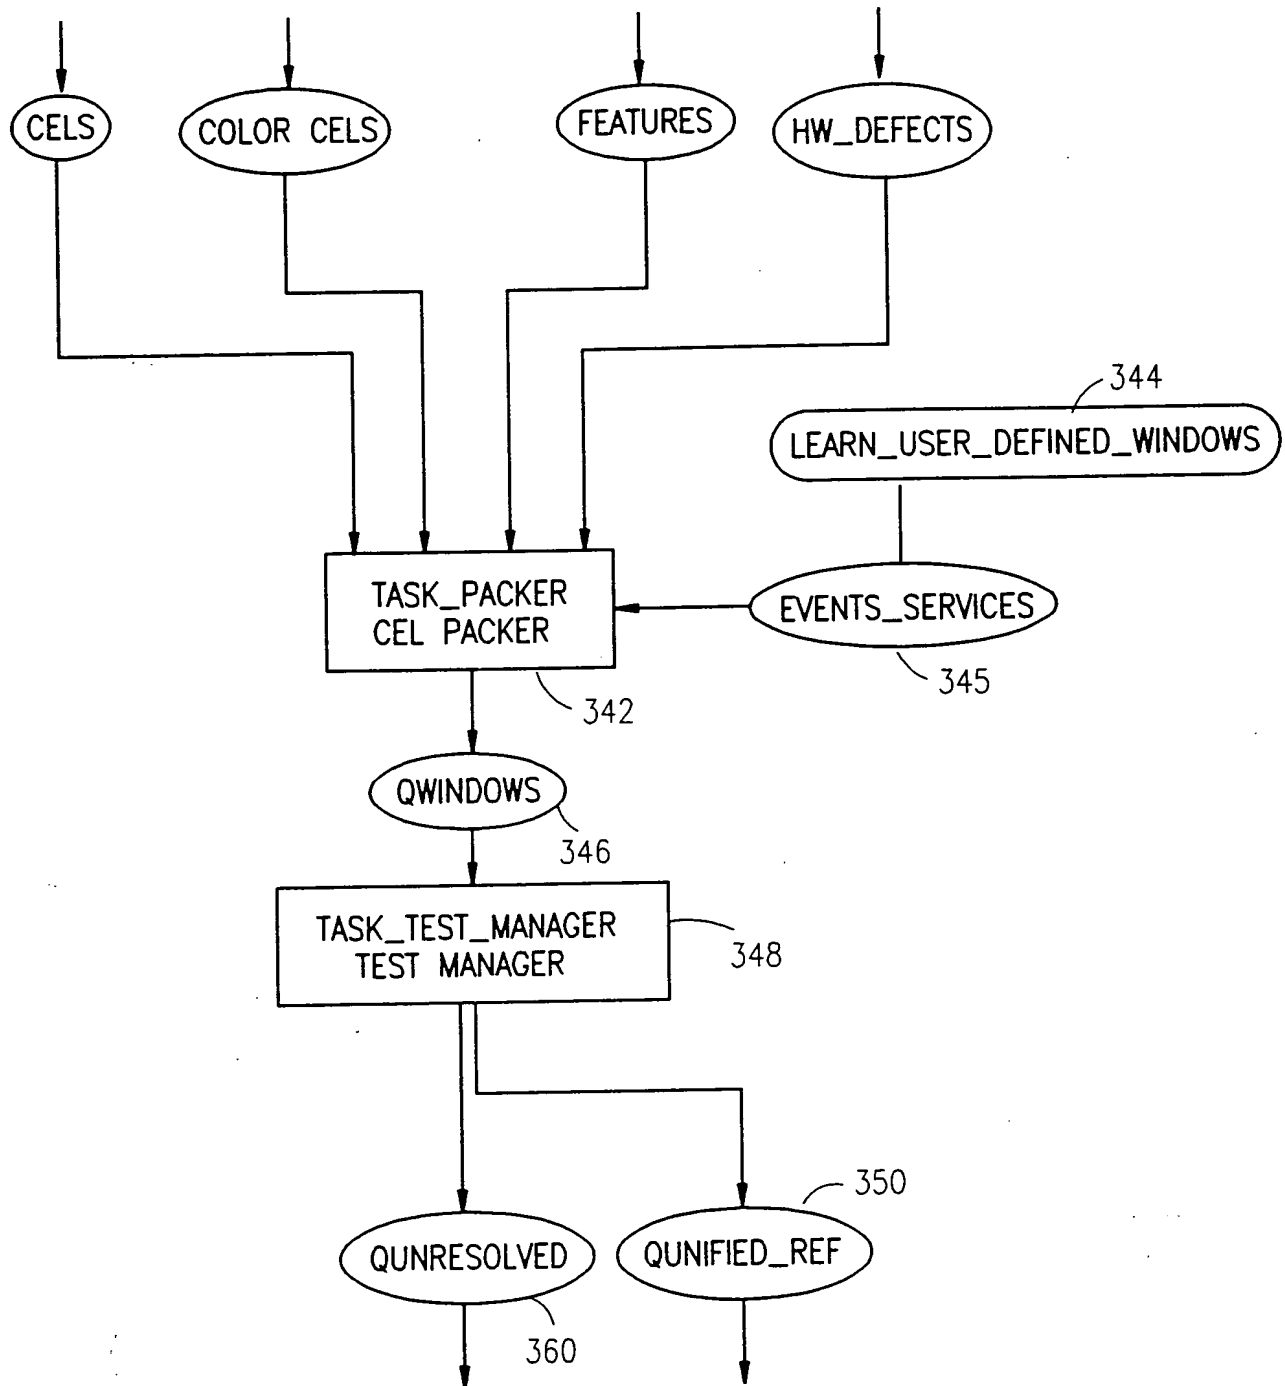 CELS
COLOR CELS
FEATURES
HW_DEFECTS
344
LEARN_USER_DEFINED_WINDOWS
TASK_PACKER
CEL PACKER
EVENTS_SERVICES
345
342
QWINDOWS
346
TASK_TEST_MANAGER
TEST MANAGER
348
350
QUNRESOLVED
QUNIFIED_REF
360